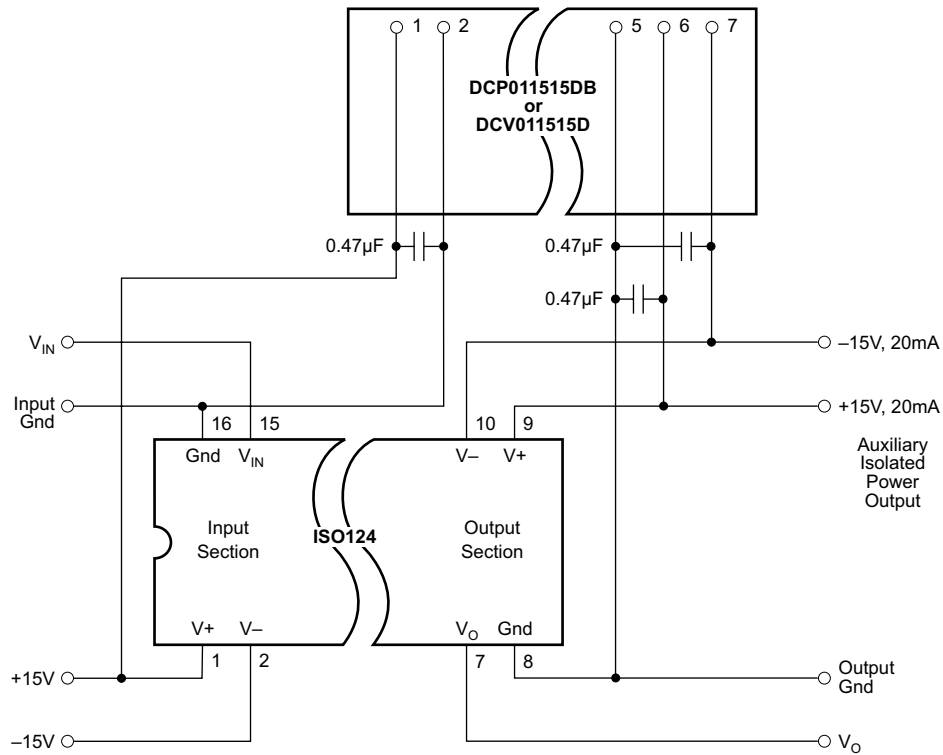 1 2 5 6 7
DCP011515DB
or
DCV011515D
0.47µF 0.47µF
0.47µF
V_IN –15V, 20mA
Input
Gnd
+15V, 20mA
16 15 10 9
Gnd V_IN V– V+
Auxiliary
Isolated
Power
Output
Input
Section
ISO124
Output
Section
V+ V– V_O Gnd
1 2 7 8
+15V
Output
Gnd
–15V V_O